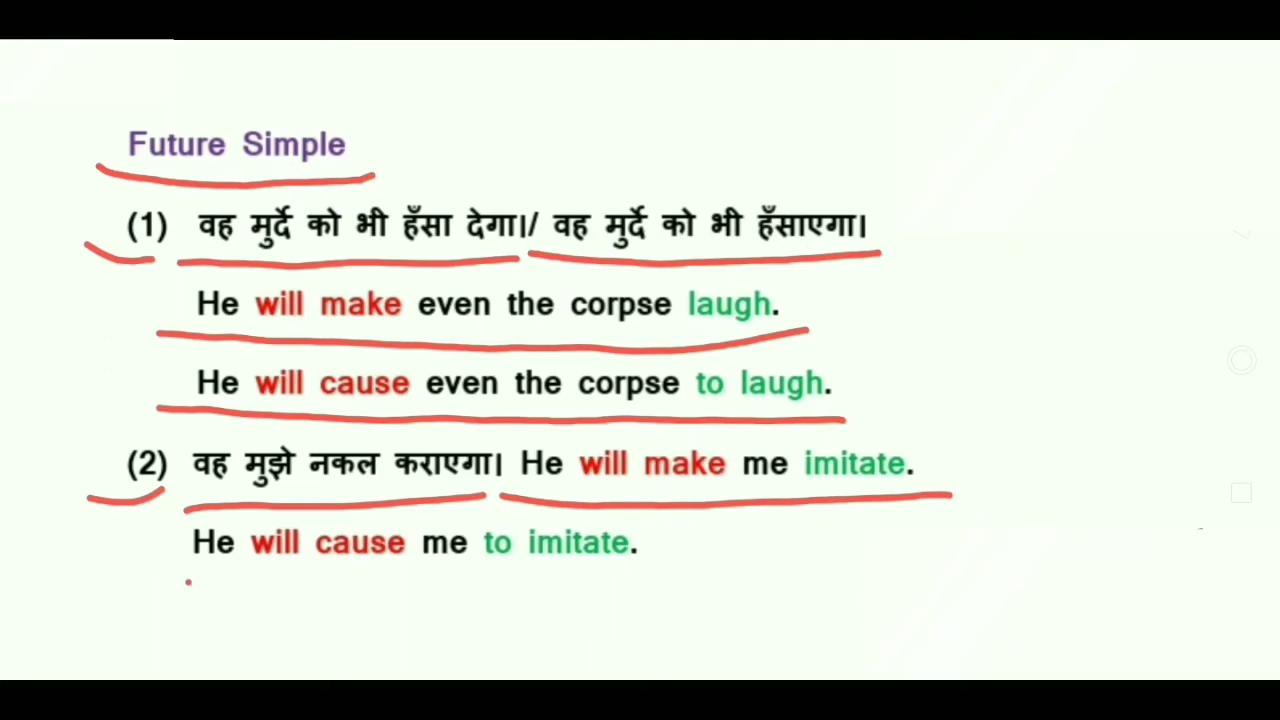 Future Simple
(1) वह मुर्दे को भी हँसा देगा।/ वह मुर्दे को भी हँसाएगा।
He will make even the corpse laugh.
He will cause even the corpse to laugh.
(2) वह मुझे नकल कराएगा। He will make me imitate.
He will cause me to imitate.